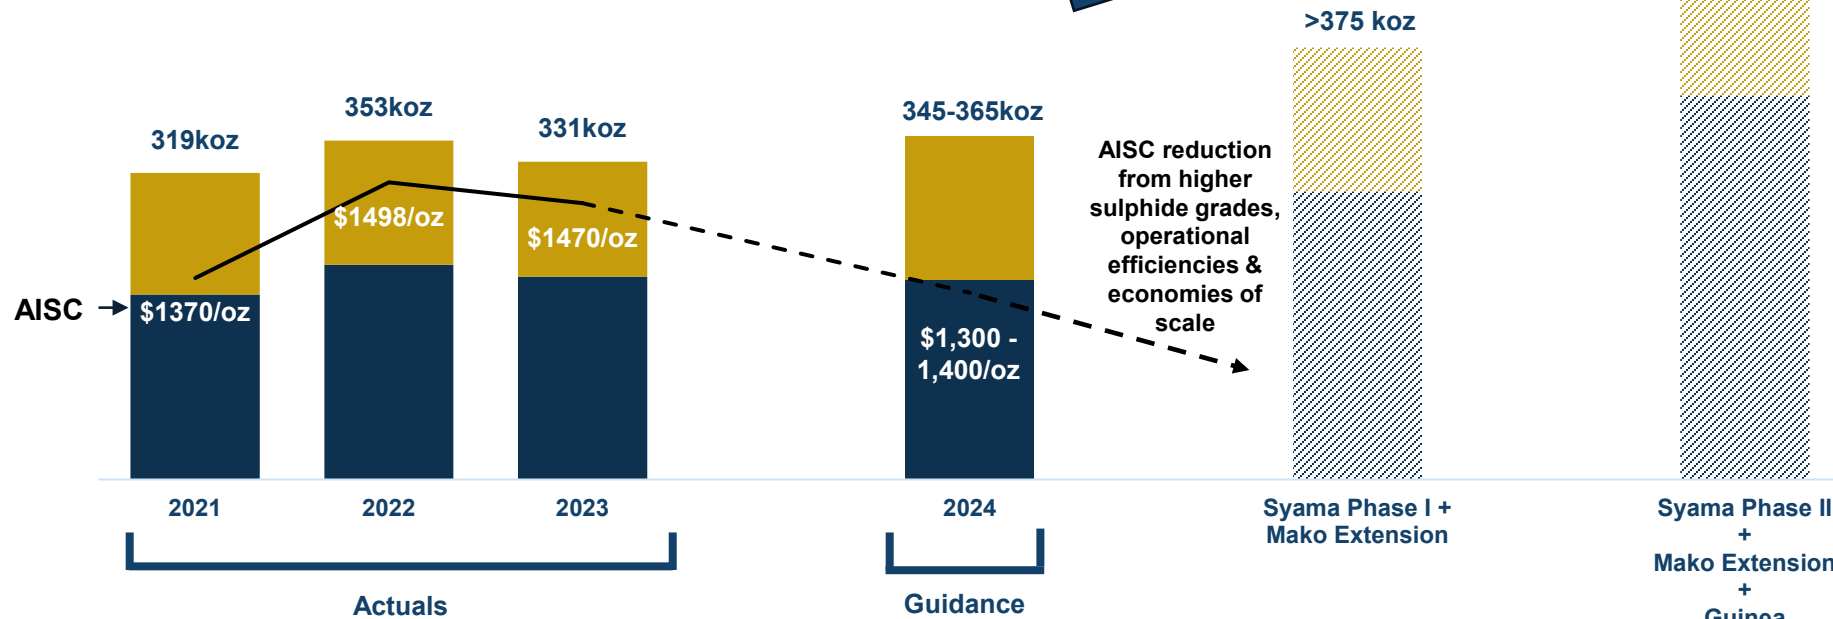 >375 koz
353koz
345-365koz
331koz
319koz
AISC reduction
from higher
sulphide grades,
operational
efficiencies &
economies of
scale
$1498/oz
$1470/oz
AISC
$1370/oz
$1,300 -
1,400/oz
2021
2022
2023
2024
Syama Phase I +
Mako Extension
Syama Phase II
+
Mako Extension
+
Guinea
Actuals
Guidance